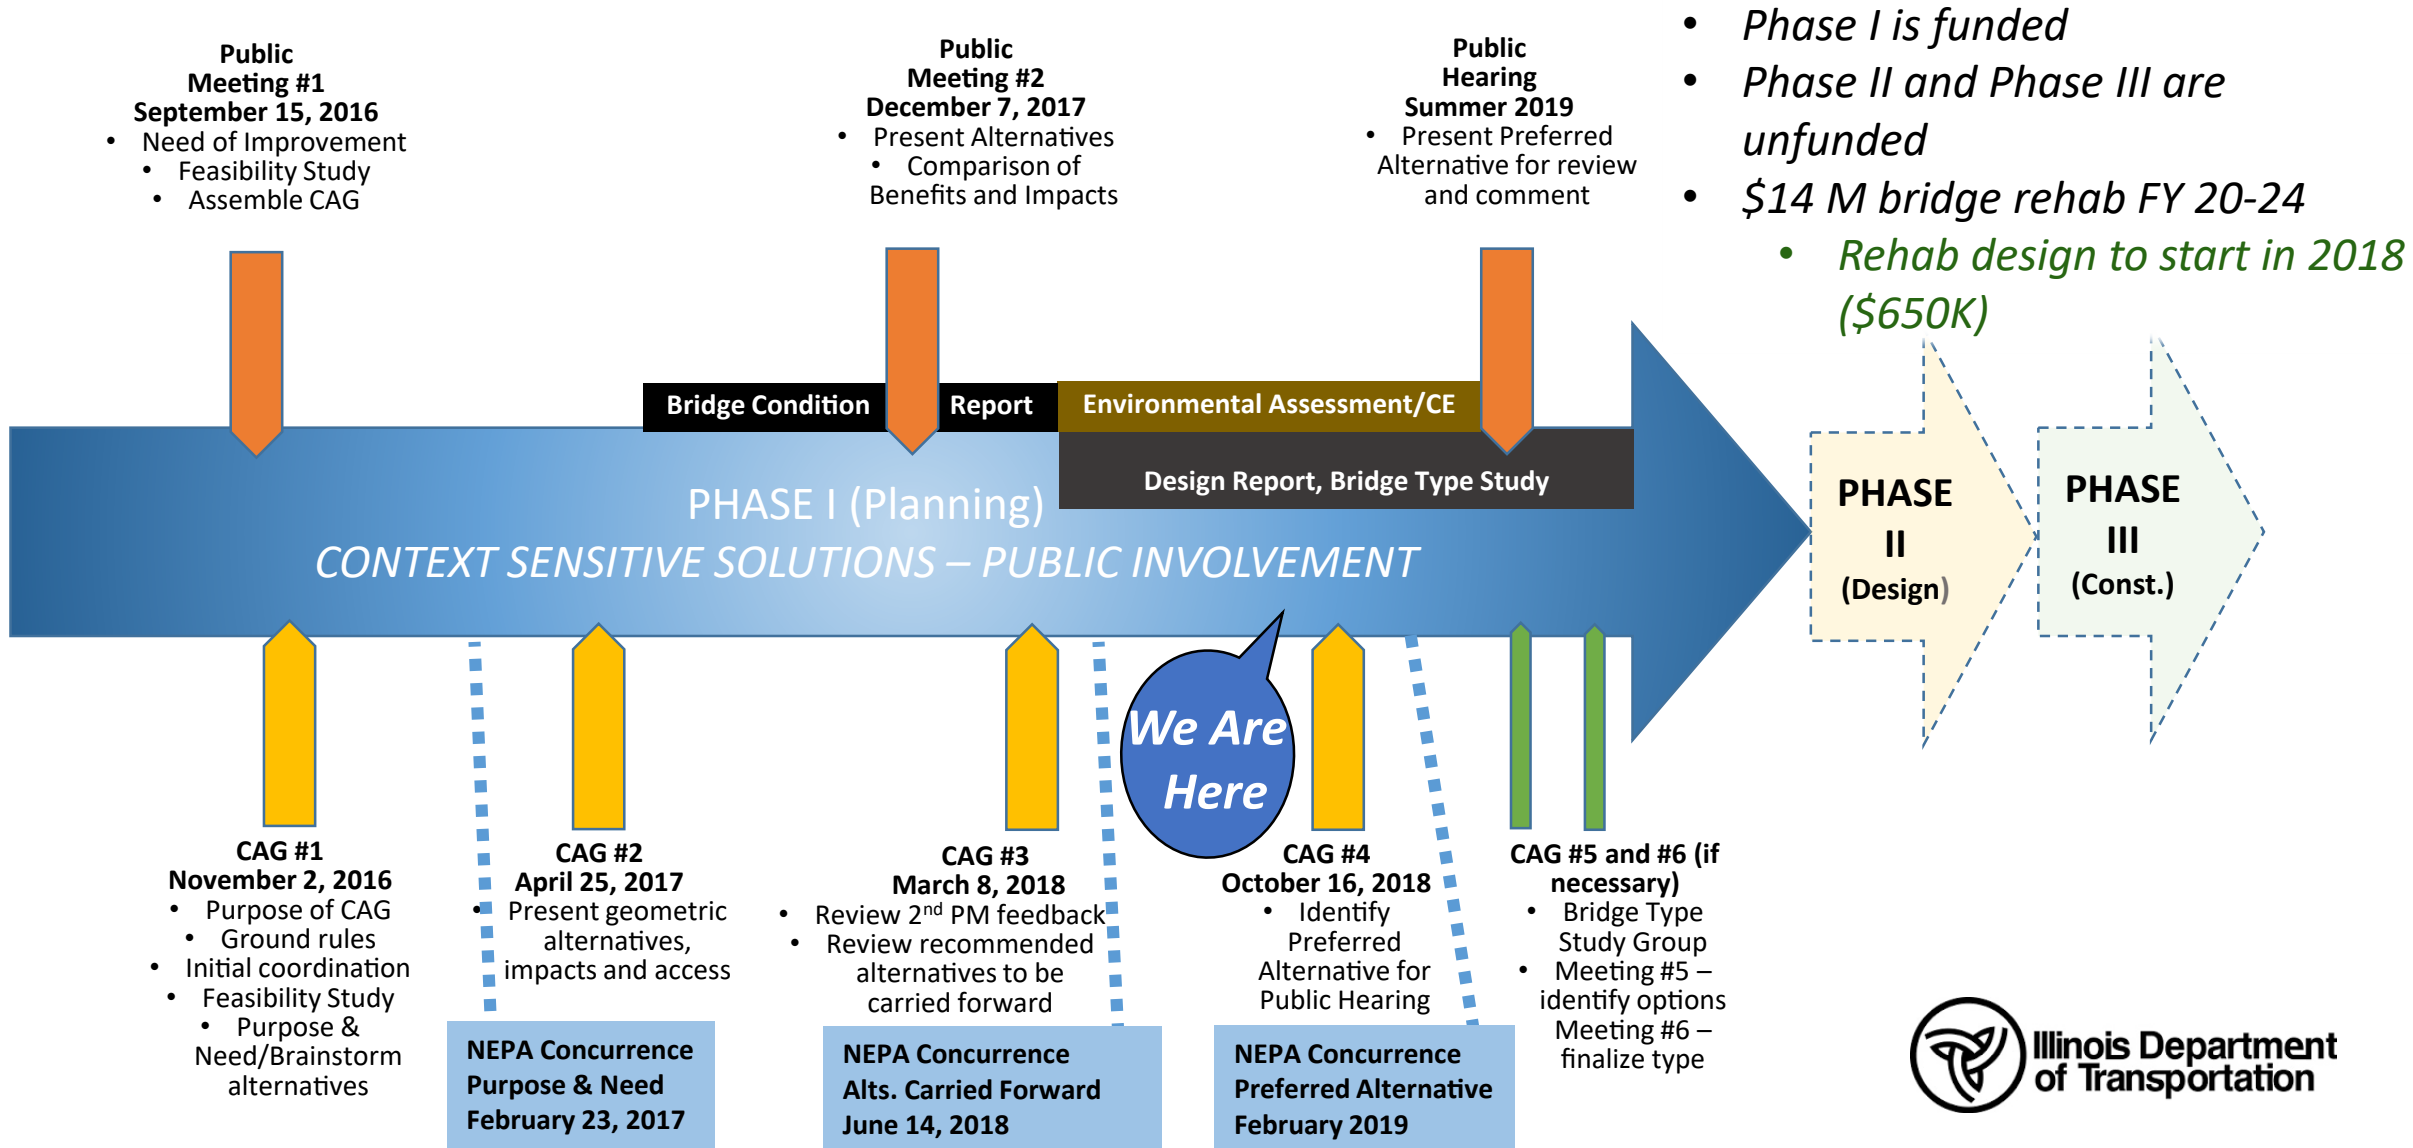 Public
Meeting #1
September 15, 2016
• Need of Improvement
• Feasibility Study
• Assemble CAG
Public
Meeting #2
December 7, 2017
• Present Alternatives
• Comparison of
Benefits and Impacts
Public
Hearing
Summer 2019
• Present Preferred
Alternative for review
and comment
• Phase I is funded
• Phase II and Phase III are
unfunded
• $14 M bridge rehab FY 20-24
• Rehab design to start in 2018
($650K)
Bridge Condition Report
Environmental Assessment/CE
Design Report, Bridge Type Study
PHASE I (Planning)
CONTEXT SENSITIVE SOLUTIONS – PUBLIC INVOLVEMENT
PHASE
II
(Design)
PHASE
III
(Const.)
We Are
Here
CAG #1
November 2, 2016
• Purpose of CAG
• Ground rules
• Initial coordination
• Feasibility Study
• Purpose &
Need/Brainstorm
alternatives
CAG #2
April 25, 2017
• Present geometric
alternatives,
impacts and access
CAG #3
March 8, 2018
• Review 2nd PM feedback
• Review recommended
alternatives to be
carried forward
CAG #4
October 16, 2018
• Identify
Preferred
Alternative for
Public Hearing
CAG #5 and #6 (if
necessary)
• Bridge Type
Study Group
• Meeting #5 –
identify options
Meeting #6 –
finalize type
NEPA Concurrence
Purpose & Need
February 23, 2017
NEPA Concurrence
Alts. Carried Forward
June 14, 2018
NEPA Concurrence
Preferred Alternative
February 2019
Illinois Department
of Transportation